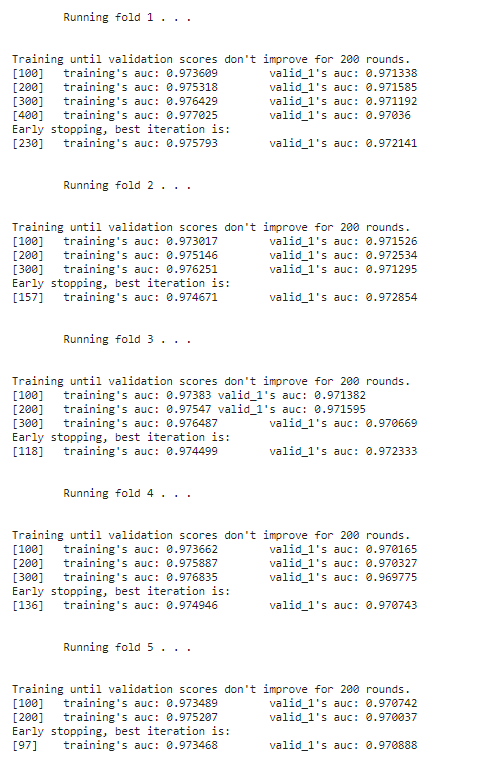 Running fold 1 . . .
Training until validation scores don't improve for 200 rounds.
[100] training's auc: 0.973609 valid_1's auc: 0.971338
[200] training's auc: 0.975318 valid_1's auc: 0.971585
[300] training's auc: 0.976429 valid_1's auc: 0.971192
[400] training's auc: 0.977025 valid_1's auc: 0.97036
Early stopping, best iteration is:
[230] training's auc: 0.975793 valid_1's auc: 0.972141
Running fold 2 . . .
Training until validation scores don't improve for 200 rounds.
[100] training's auc: 0.973017 valid_1's auc: 0.971526
[200] training's auc: 0.975146 valid_1's auc: 0.972534
[300] training's auc: 0.976251 valid_1's auc: 0.971295
Early stopping, best iteration is:
[157] training's auc: 0.974671 valid_1's auc: 0.972854
Running fold 3 . . .
Training until validation scores don't improve for 200 rounds.
[100] training's auc: 0.97383 valid_1's auc: 0.971382
[200] training's auc: 0.97547 valid_1's auc: 0.971595
[300] training's auc: 0.976487 valid_1's auc: 0.970669
Early stopping, best iteration is:
[118] training's auc: 0.974499 valid_1's auc: 0.972333
Running fold 4 . . .
Training until validation scores don't improve for 200 rounds.
[100] training's auc: 0.973662 valid_1's auc: 0.970165
[200] training's auc: 0.975887 valid_1's auc: 0.970327
[300] training's auc: 0.976835 valid_1's auc: 0.969775
Early stopping, best iteration is:
[136] training's auc: 0.974946 valid_1's auc: 0.970743
Running fold 5 . . .
Training until validation scores don't improve for 200 rounds.
[100] training's auc: 0.973489 valid_1's auc: 0.970742
[200] training's auc: 0.975207 valid_1's auc: 0.970037
Early stopping, best iteration is:
[97] training's auc: 0.973468 valid_1's auc: 0.970888